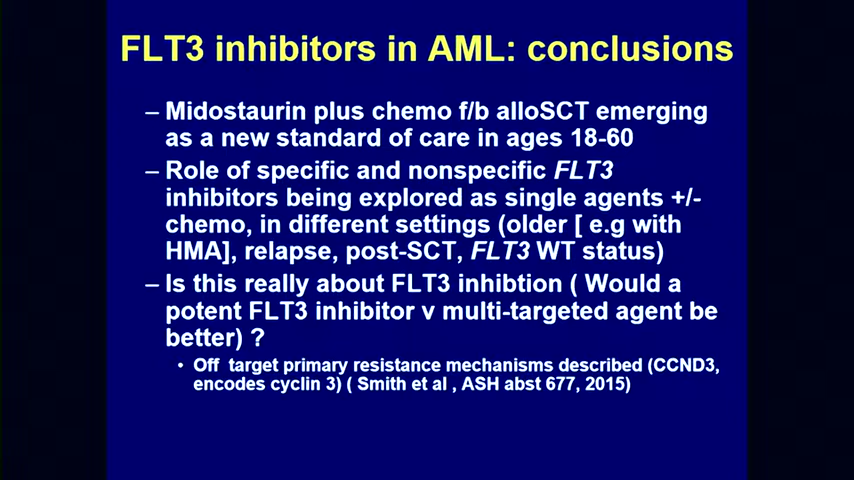 FLT3 inhibitors in AML: conclusions
– Midostaurin plus chemo f/b alloSCT emerging
as a new standard of care in ages 18-60
– Role of specific and nonspecific FLT3
inhibitors being explored as single agents +/-
chemo, in different settings (older [ e.g with
HMA], relapse, post-SCT, FLT3 WT status)
– Is this really about FLT3 inhibtion ( Would a
potent FLT3 inhibitor v multi-targeted agent be
better) ?
• Off target primary resistance mechanisms described (CCND3,
encodes cyclin 3) ( Smith et al , ASH abst 677, 2015)